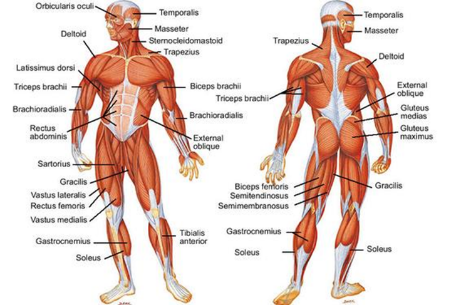 Orbicularis oculi
Temporalis
Masseter
Sternocleidomastoid
Trapezius
Deltoid
Latissimus dorsi
Triceps brachii
Brachioradialis
Rectus
abdominis
Sartorius
Gracilis
Vastus lateralis
Rectus femoris
Vastus medialis
Gastrocnemius
Soleus
Biceps brachii
Brachioradialis
External
oblique
Tibialis
anterior
Trapezius
Triceps brachii
Biceps femoris
Semitendinosus
Semimembranosus
Gastrocnemius
Soleus
Temporalis
Masseter
Deltoid
External
oblique
Gluteus
medias
Gluteus
maximus
Gracilis
Soleus